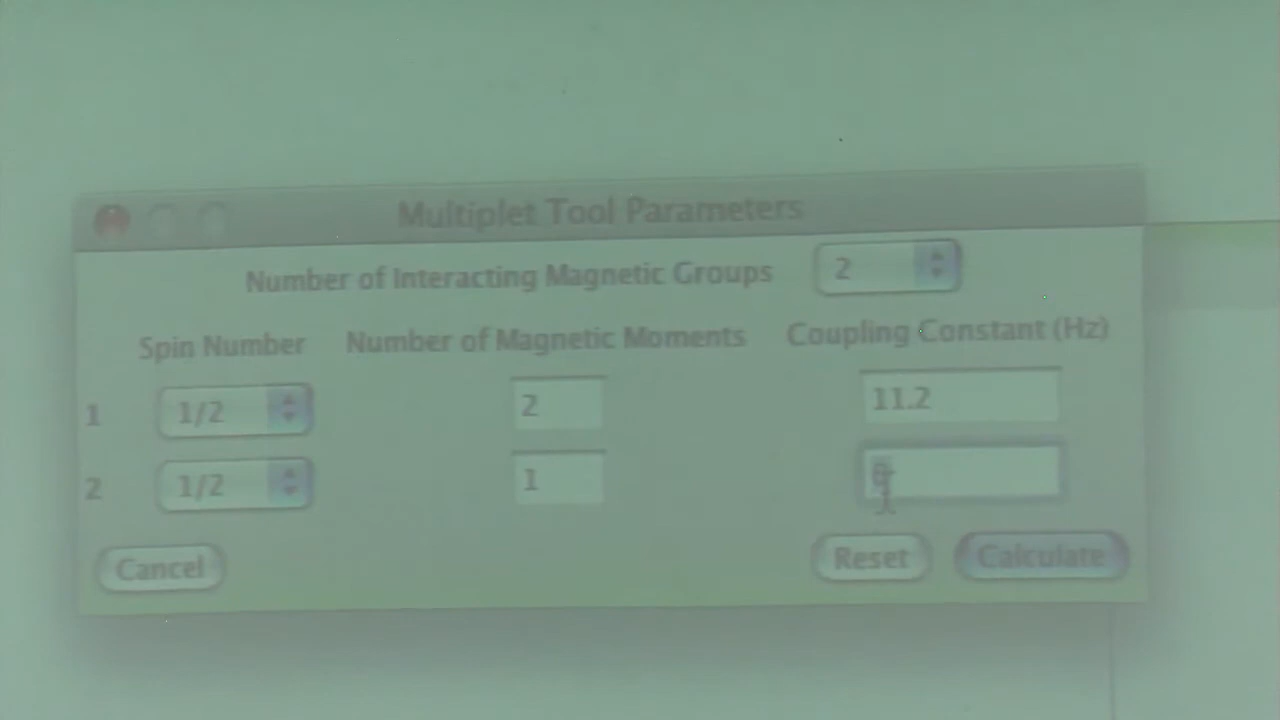 Multiplet Tool Parameters
Number of Interacting Magnetic Groups 2
Spin Number Number of Magnetic Moments Coupling Constant (Hz)
1 1/2 2 11.2
2 1/2 1
Cancel Reset Calculate